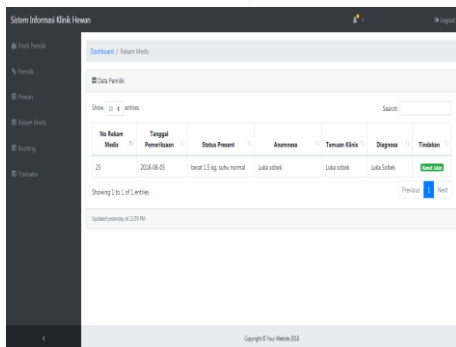 Sistem Informasi Klinik Hewan
Logout
Profil Pemilik
Dashboard / Rekam Medis
Pemilik
Data Pemilik
Hewan
Show 10 entries
Search:
Rekam Medis
No Rekam Medis
Tanggal Pemeriksaan
Status Present
Anamnesa
Temuan Klinis
Diagnosa
Tindakan
Booking
Transaksi
25
2018-08-05
berat 1.5 kg, suhu normal
Luka sobek
Luka sobek
Luka Sobek
Rawat Jalan
Showing 1 to 1 of 1 entries
Previous 1 Next
Updated yesterday at 11:59 PM
Copyright © Your Website 2018